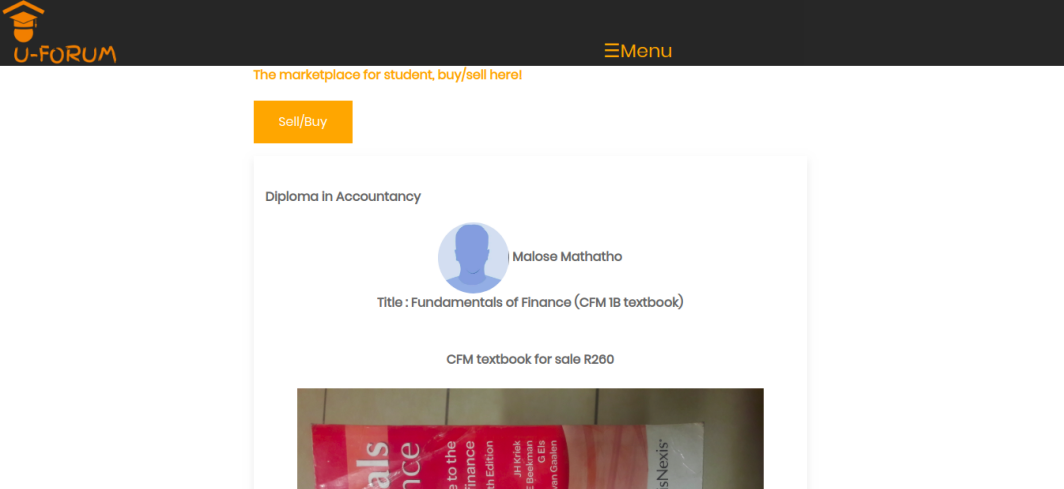 U-FORUM
☰Menu
The marketplace for student, buy/sell here!
Sell/Buy
Diploma in Accountancy
Malose Mathatho
Title : Fundamentals of Finance (CFM 1B textbook)
CFM textbook for sale R260
als
nce
e to the
finance
th Edition
JH Kriek
E Beekman
G Els
van Gaalen
sNexis